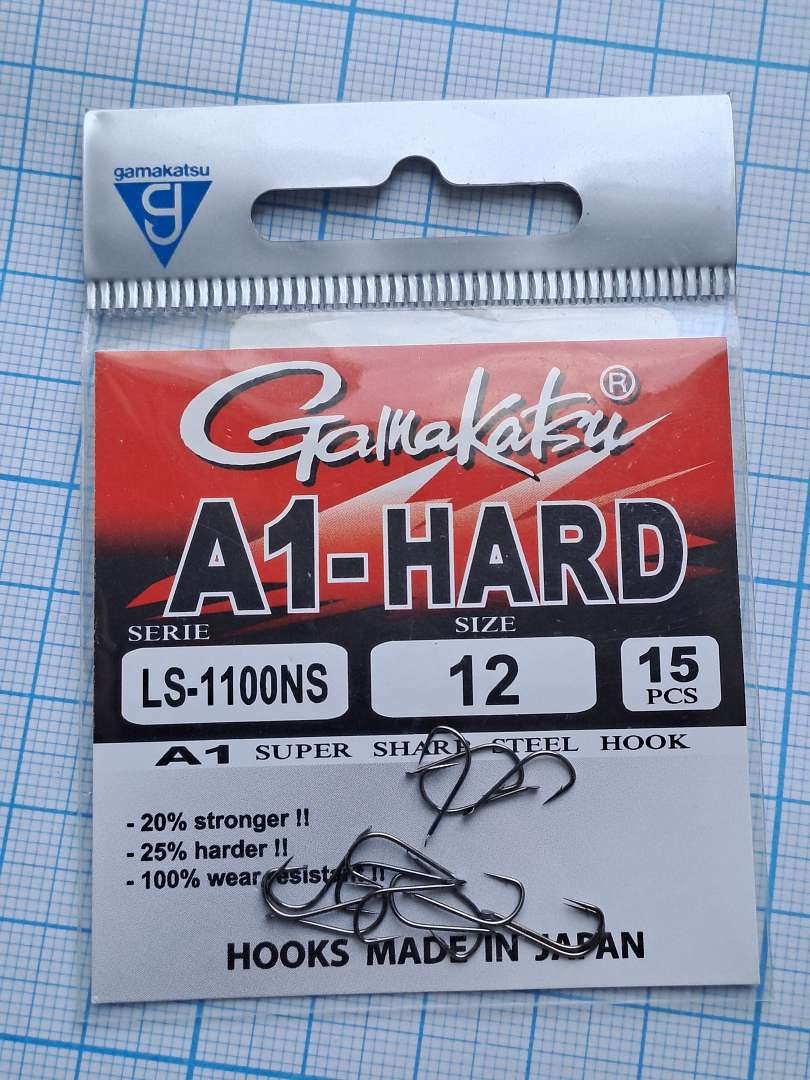 gamakatsu
g
Gamakatsu ®
A1-HARD
SERIE SIZE
LS-1100NS 12 15
PCS
A1 SUPER SHARP STEEL HOOK
- 20% stronger !!
- 25% harder !!
- 100% wear resistant !!
HOOKS MADE IN JAPAN